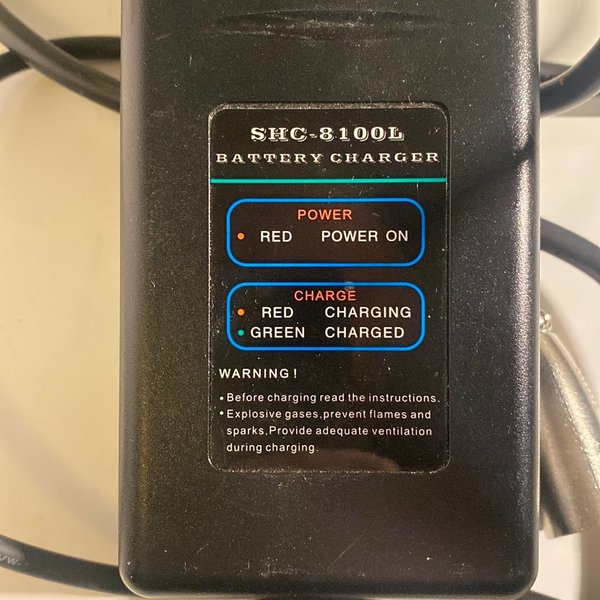 SHC-8100L
BATTERY CHARGER
POWER
• RED POWER ON
CHARGE
• RED CHARGING
• GREEN CHARGED
WARNING!
• Before charging read the instructions.
• Explosive gases,prevent flames and
sparks,Provide adequate ventilation
during charging.